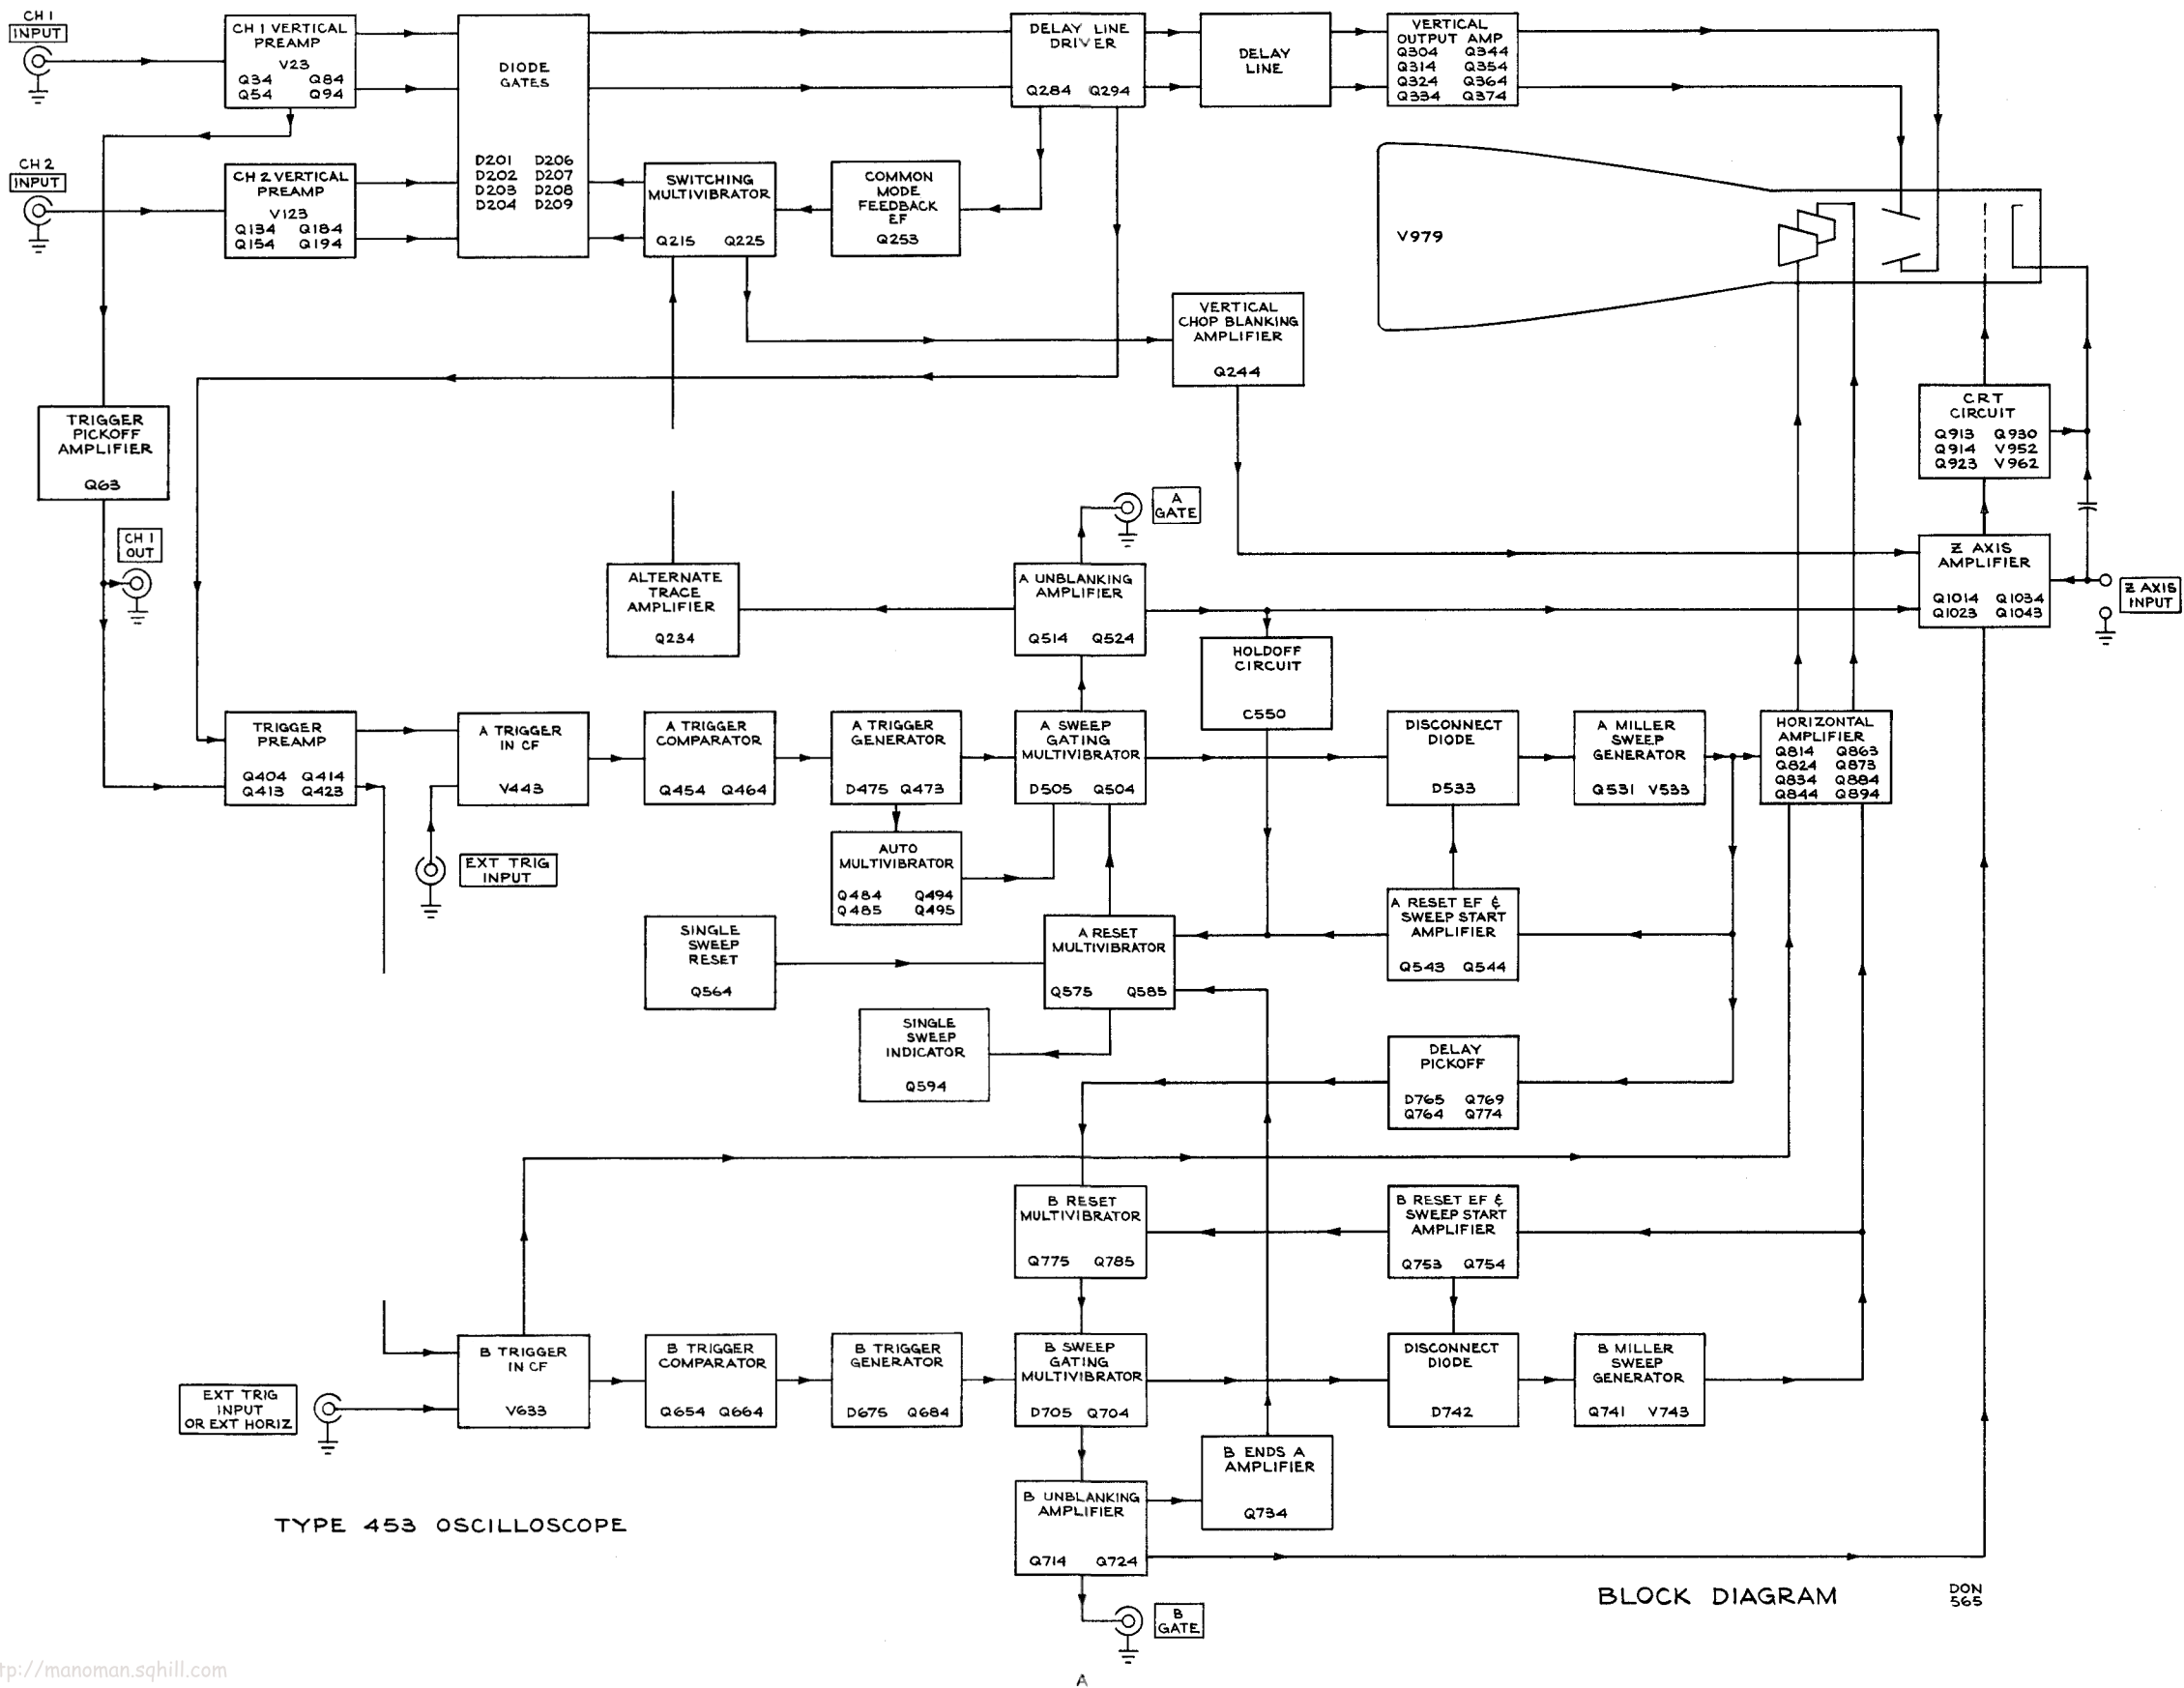 CH 1
INPUT
CH 1 VERTICAL
PREAMP
V23
Q34 Q84
Q54 Q94
DIODE
GATES
D201 D206
D202 D207
D203 D208
D204 D209
DELAY LINE
DRIVER
Q284 Q294
DELAY
LINE
VERTICAL
OUTPUT AMP
Q304 Q344
Q314 Q354
Q324 Q364
Q334 Q374
CH 2
INPUT
CH 2 VERTICAL
PREAMP
V123
Q134 Q184
Q154 Q194
SWITCHING
MULTIVIBRATOR
Q215 Q225
COMMON
MODE
FEEDBACK
EF
Q253
V979
VERTICAL
CHOP BLANKING
AMPLIFIER
Q244
TRIGGER
PICKOFF
AMPLIFIER
Q63
CRT
CIRCUIT
Q913 Q930
Q914 V952
Q923 V962
CH 1
OUT
A
GATE
ALTERNATE
TRACE
AMPLIFIER
Q234
A UNBLANKING
AMPLIFIER
Q514 Q524
Z AXIS
AMPLIFIER
Q1014 Q1034
Q1023 Q1043
Z AXIS
INPUT
HOLDOFF
CIRCUIT
C550
TRIGGER
PREAMP
Q404 Q414
Q413 Q423
A TRIGGER
IN CF
V443
A TRIGGER
COMPARATOR
Q454 Q464
A TRIGGER
GENERATOR
D475 Q473
A SWEEP
GATING
MULTIVIBRATOR
D505 Q504
DISCONNECT
DIODE
D533
A MILLER
SWEEP
GENERATOR
Q531 V533
HORIZONTAL
AMPLIFIER
Q814 Q863
Q824 Q873
Q834 Q884
Q844 Q894
EXT TRIG
INPUT
AUTO
MULTIVIBRATOR
Q484 Q494
Q485 Q495
SINGLE
SWEEP
RESET
Q564
A RESET
MULTIVIBRATOR
Q575 Q585
A RESET EF &
SWEEP START
AMPLIFIER
Q543 Q544
SINGLE
SWEEP
INDICATOR
Q594
DELAY
PICKOFF
D765 Q769
Q764 Q774
B RESET
MULTIVIBRATOR
Q775 Q785
B RESET EF &
SWEEP START
AMPLIFIER
Q753 Q754
EXT TRIG
INPUT
OR EXT HORIZ
B TRIGGER
IN CF
V633
B TRIGGER
COMPARATOR
Q654 Q664
B TRIGGER
GENERATOR
D675 Q684
B SWEEP
GATING
MULTIVIBRATOR
D705 Q704
DISCONNECT
DIODE
D742
B MILLER
SWEEP
GENERATOR
Q741 V743
B ENDS A
AMPLIFIER
Q734
B UNBLANKING
AMPLIFIER
Q714 Q724
B
GATE
TYPE 453 OSCILLOSCOPE
BLOCK DIAGRAM
DON
565
tp://manoman.sqhill.com
A